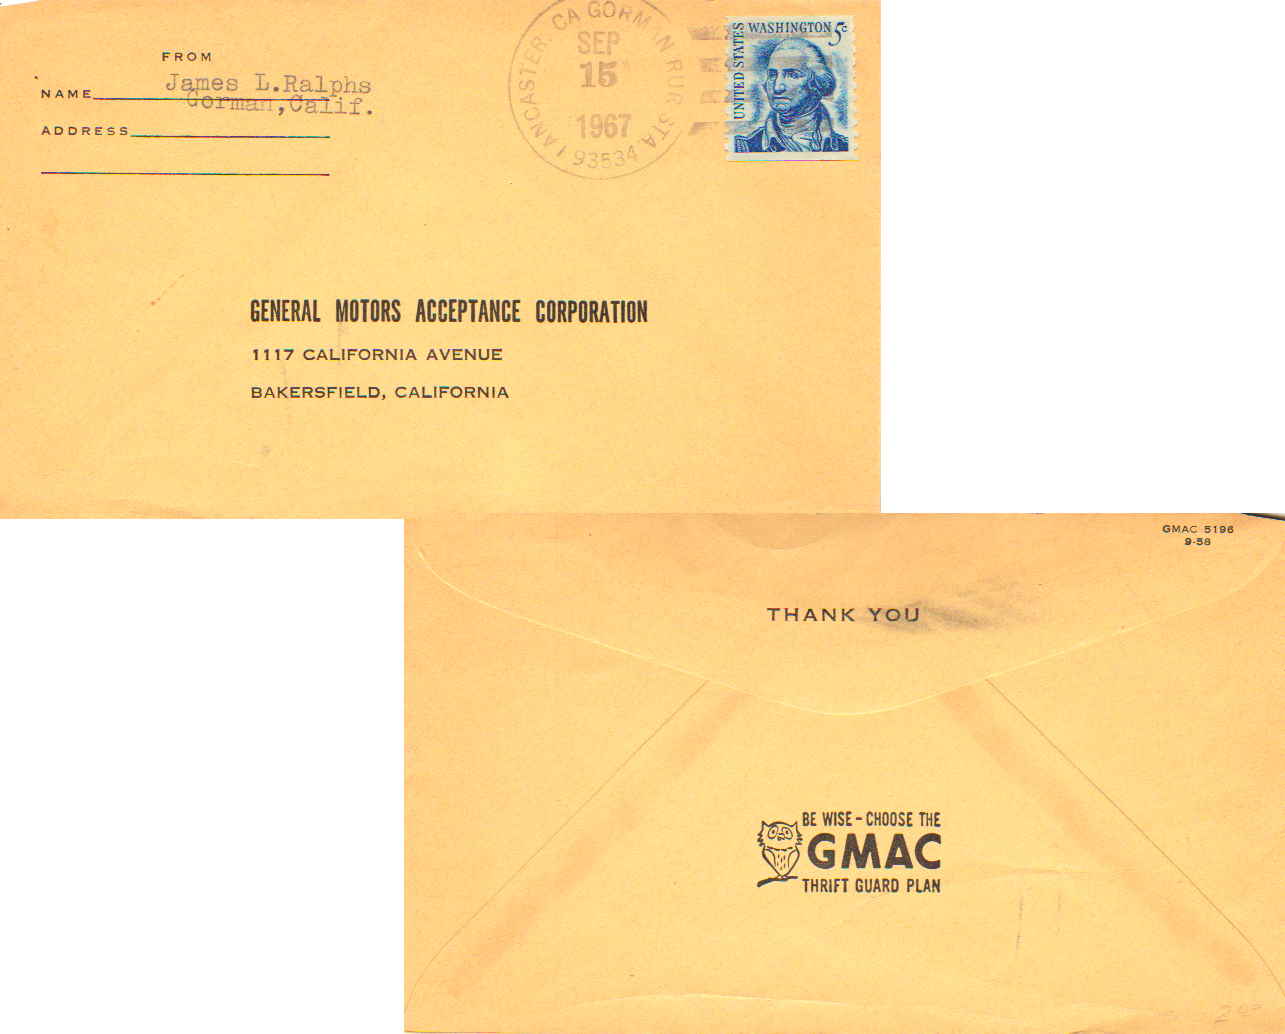 FROM
NAME James L.Ralphs
Gorman,Calif.
ADDRESS
LANCASTER, CA GORMAN RUR STA
SEP
15
1967
93534
UNITED STATES
WASHINGTON 5¢
GENERAL MOTORS ACCEPTANCE CORPORATION
1117 CALIFORNIA AVENUE
BAKERSFIELD, CALIFORNIA
GMAC 5196
9-58
THANK YOU
BE WISE - CHOOSE THE
GMAC
THRIFT GUARD PLAN